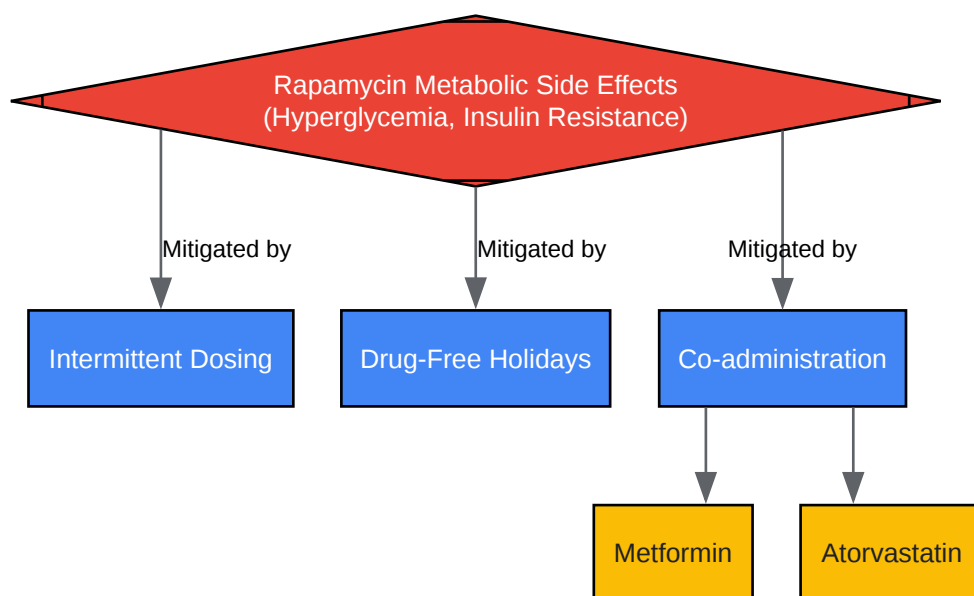 Rapamycin Metabolic Side Effects
(Hyperglycemia, Insulin Resistance)
Mitigated by
Mitigated by
Mitigated by
Intermittent Dosing
Drug-Free Holidays
Co-administration
Metformin
Atorvastatin